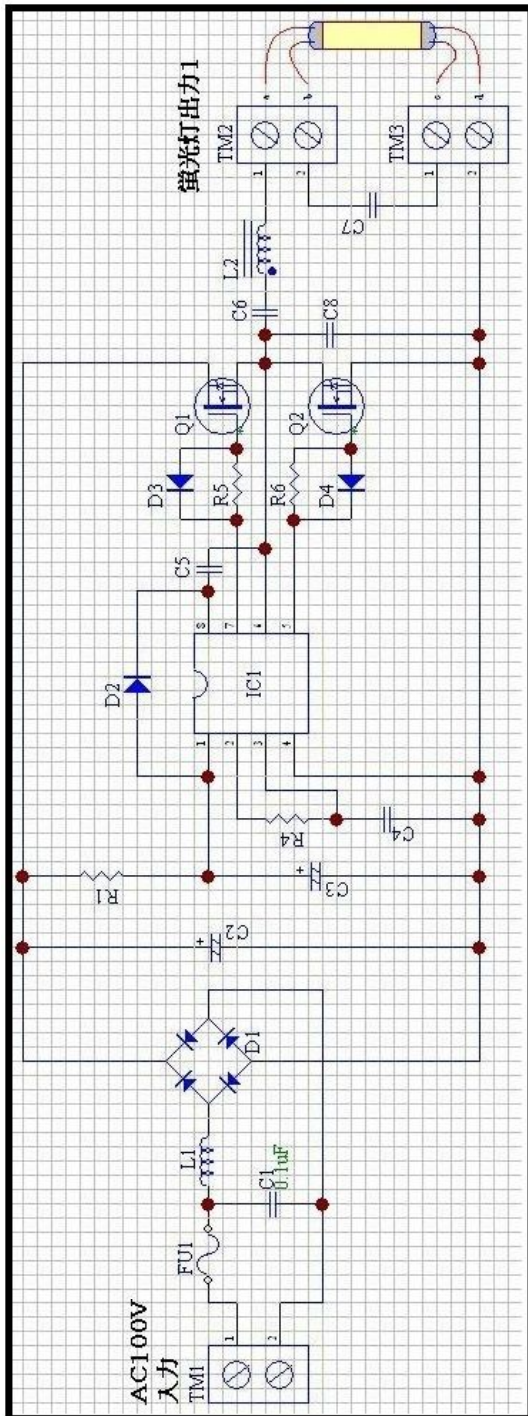 AC100V
入力
TM1
1
2
FU1
L1
C1
0.1uF
D1
C2
+
R1
C3
+
R4
C4
D2
IC1
1
2
3
4
8
7
6
5
C5
D3
R5
R6
D4
Q1
Q2
C6
C8
L2
C7
蛍光灯出力1
TM2
1
2
a
b
TM3
1
2
c
d